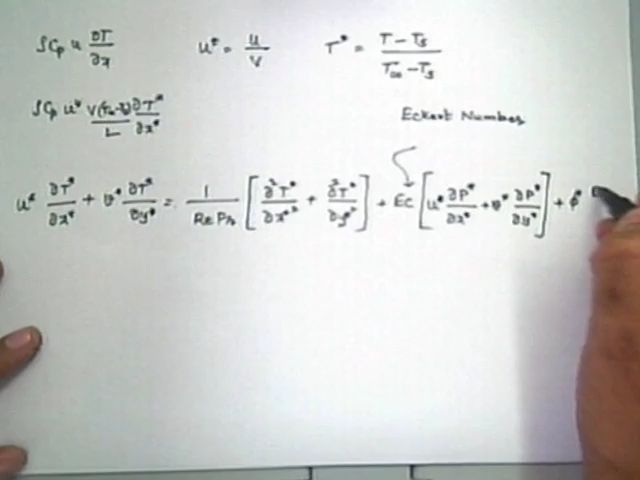 ρCp u ∂T/∂x    u* = u/V    T* = (T - Ts)/(T∞ - Ts)
ρCp u* V(T∞-Ts)/L ∂T*/∂x*
Eckert Number
u* ∂T*/∂x* + v* ∂T*/∂y* = 1/(Re Pr) [∂²T*/∂x*² + ∂²T*/∂y*²] + Ec [u* ∂P*/∂x* + v* ∂P*/∂y*] + φ*